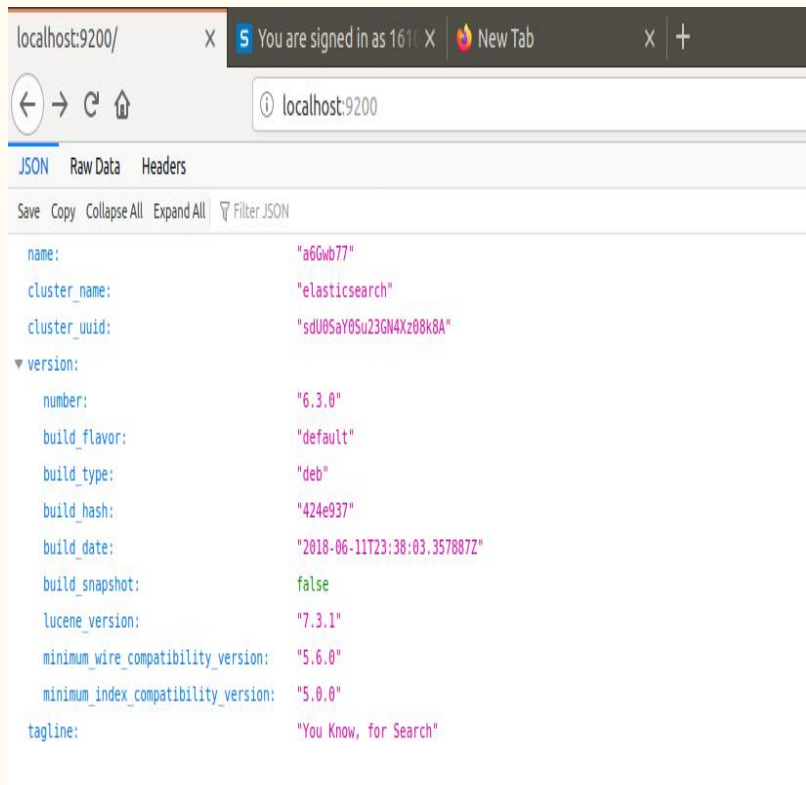 localhost:9200/ You are signed in as 161 New Tab
localhost:9200
JSON Raw Data Headers
Save Copy Collapse All Expand All Filter JSON
name: "a6Gwb77"
cluster_name: "elasticsearch"
cluster_uuid: "sdU0SaY0Su23GN4Xz08k8A"
version:
number: "6.3.0"
build_flavor: "default"
build_type: "deb"
build_hash: "424e937"
build_date: "2018-06-11T23:38:03.357887Z"
build_snapshot: false
lucene_version: "7.3.1"
minimum_wire_compatibility_version: "5.6.0"
minimum_index_compatibility_version: "5.0.0"
tagline: "You Know, for Search"